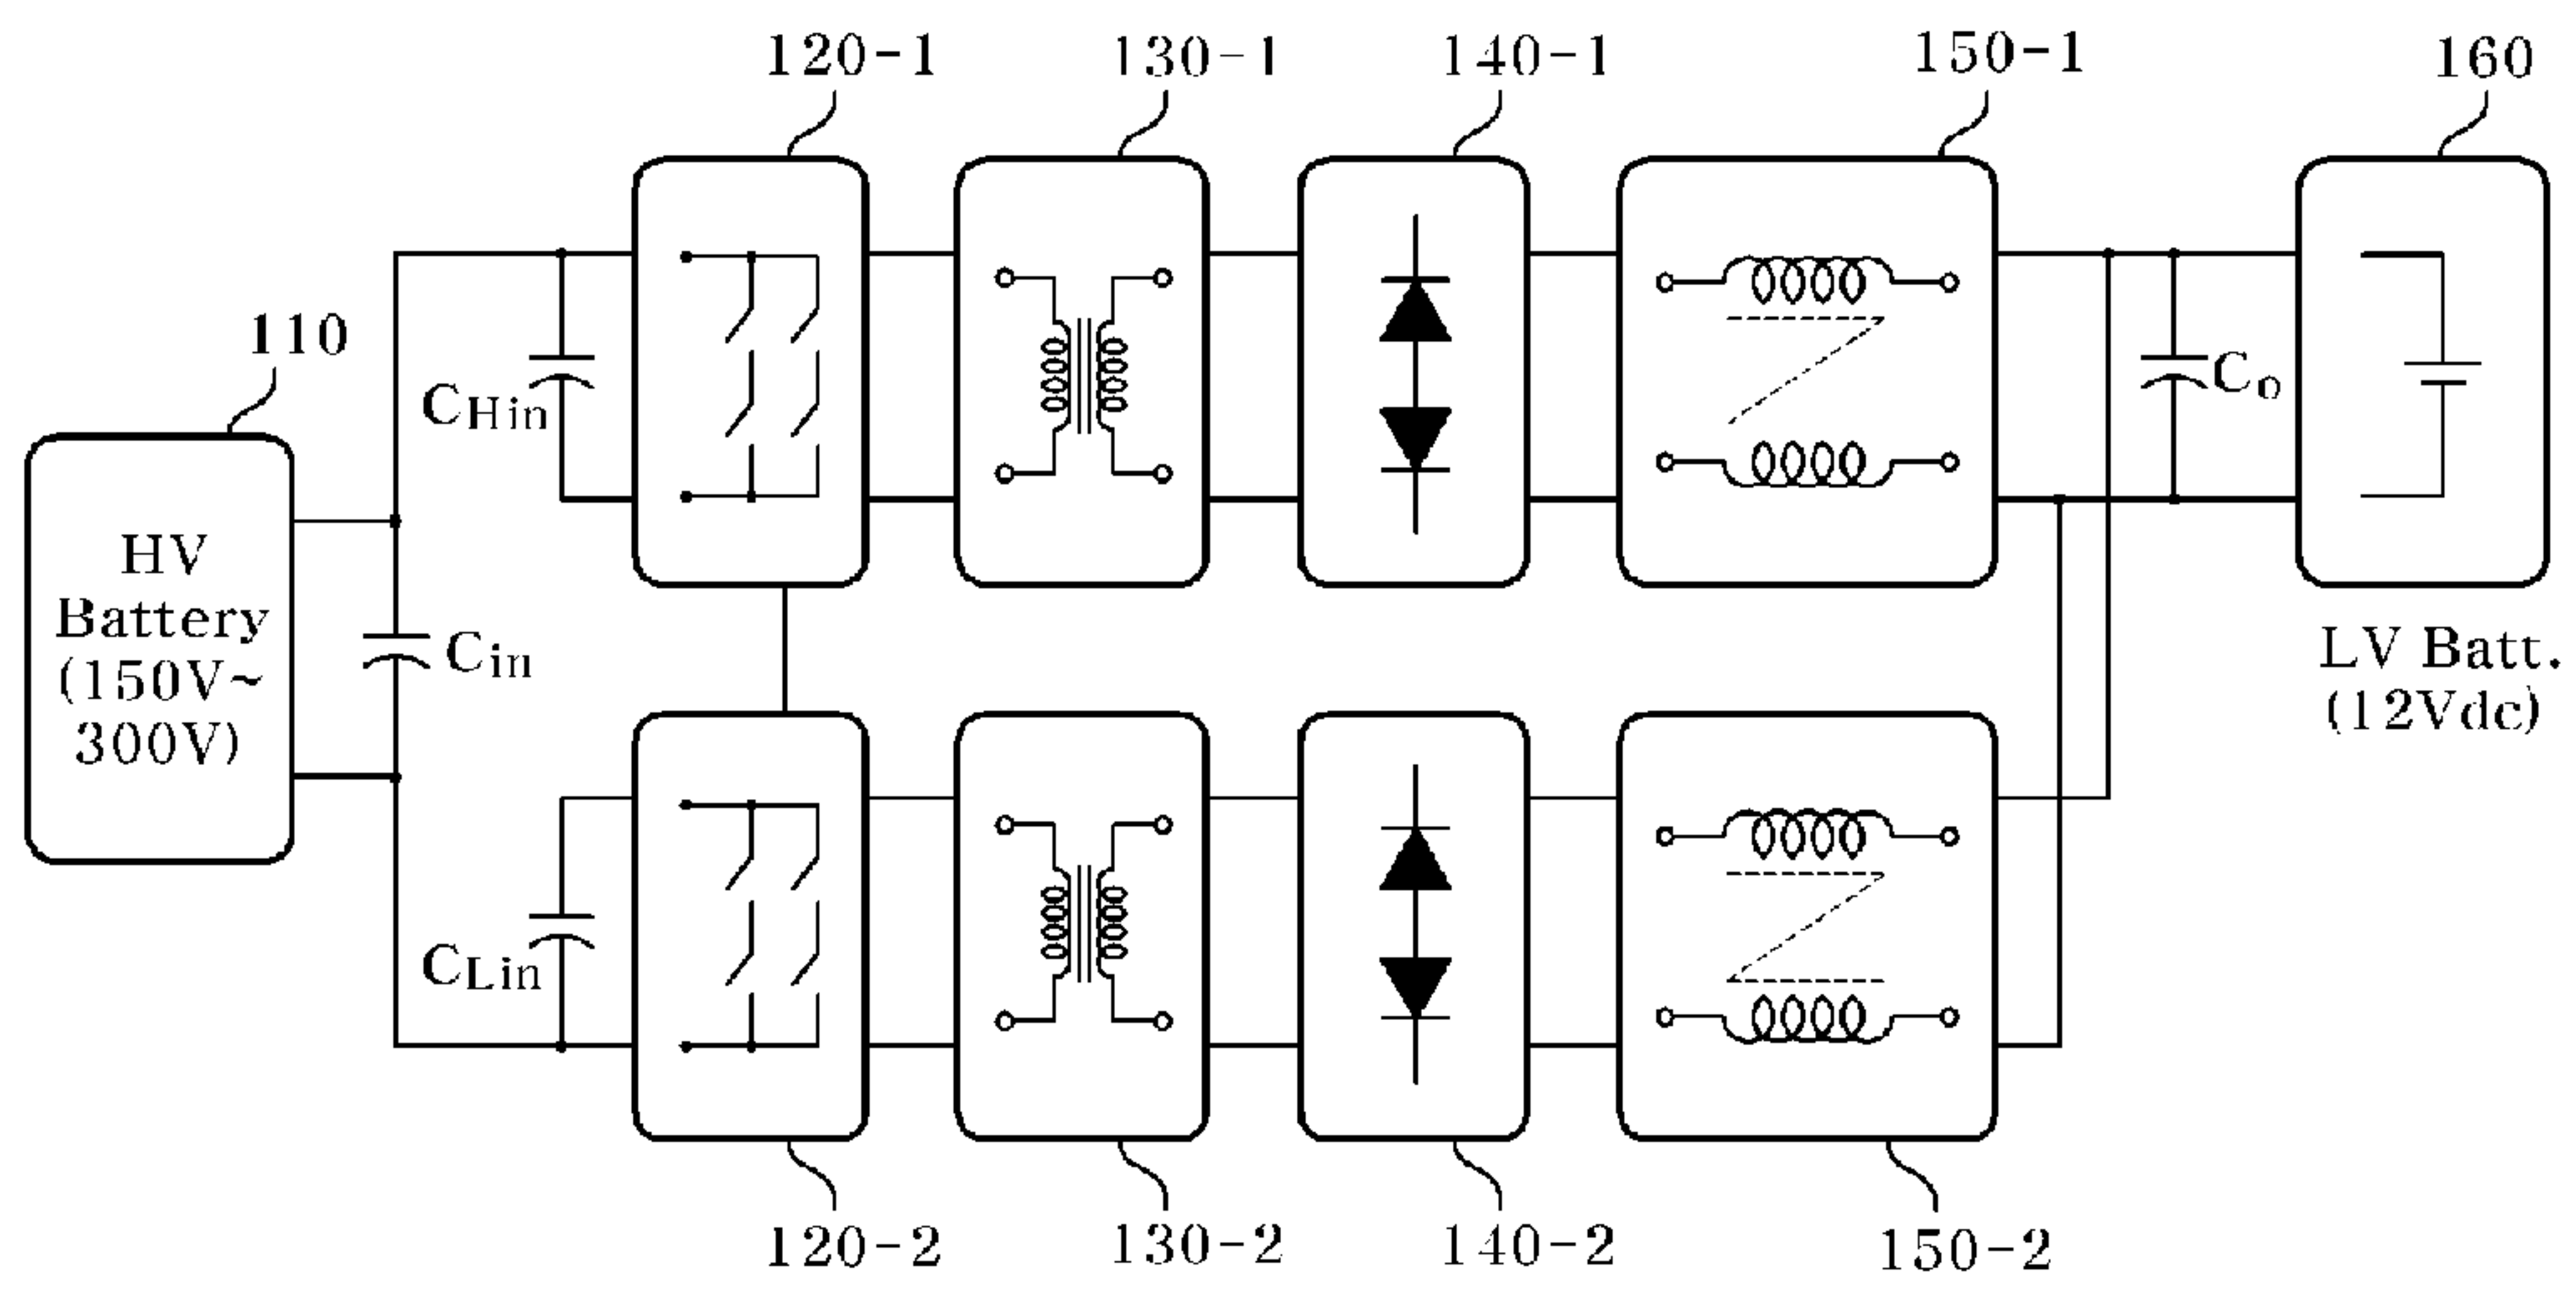 120-1
130-1
140-1
150-1
160
110
HV
Battery
(150V~
300V)
CHin
Cin
CLin
Co
LV Batt.
(12Vdc)
120-2
130-2
140-2
150-2